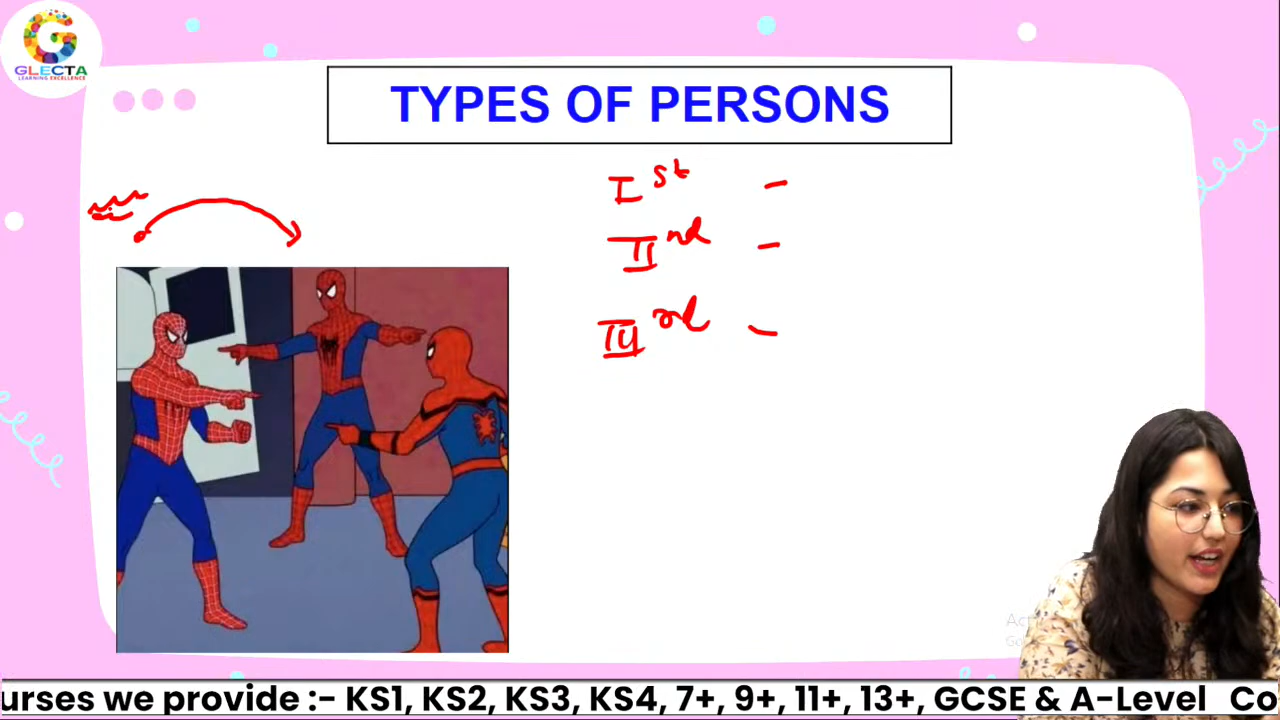 GLECTA
LEARNING EXCELLENCE
TYPES OF PERSONS
I st –
II nd –
III rd –
urses we provide :– KS1, KS2, KS3, KS4, 7+, 9+, 11+, 13+, GCSE & A-Level Co